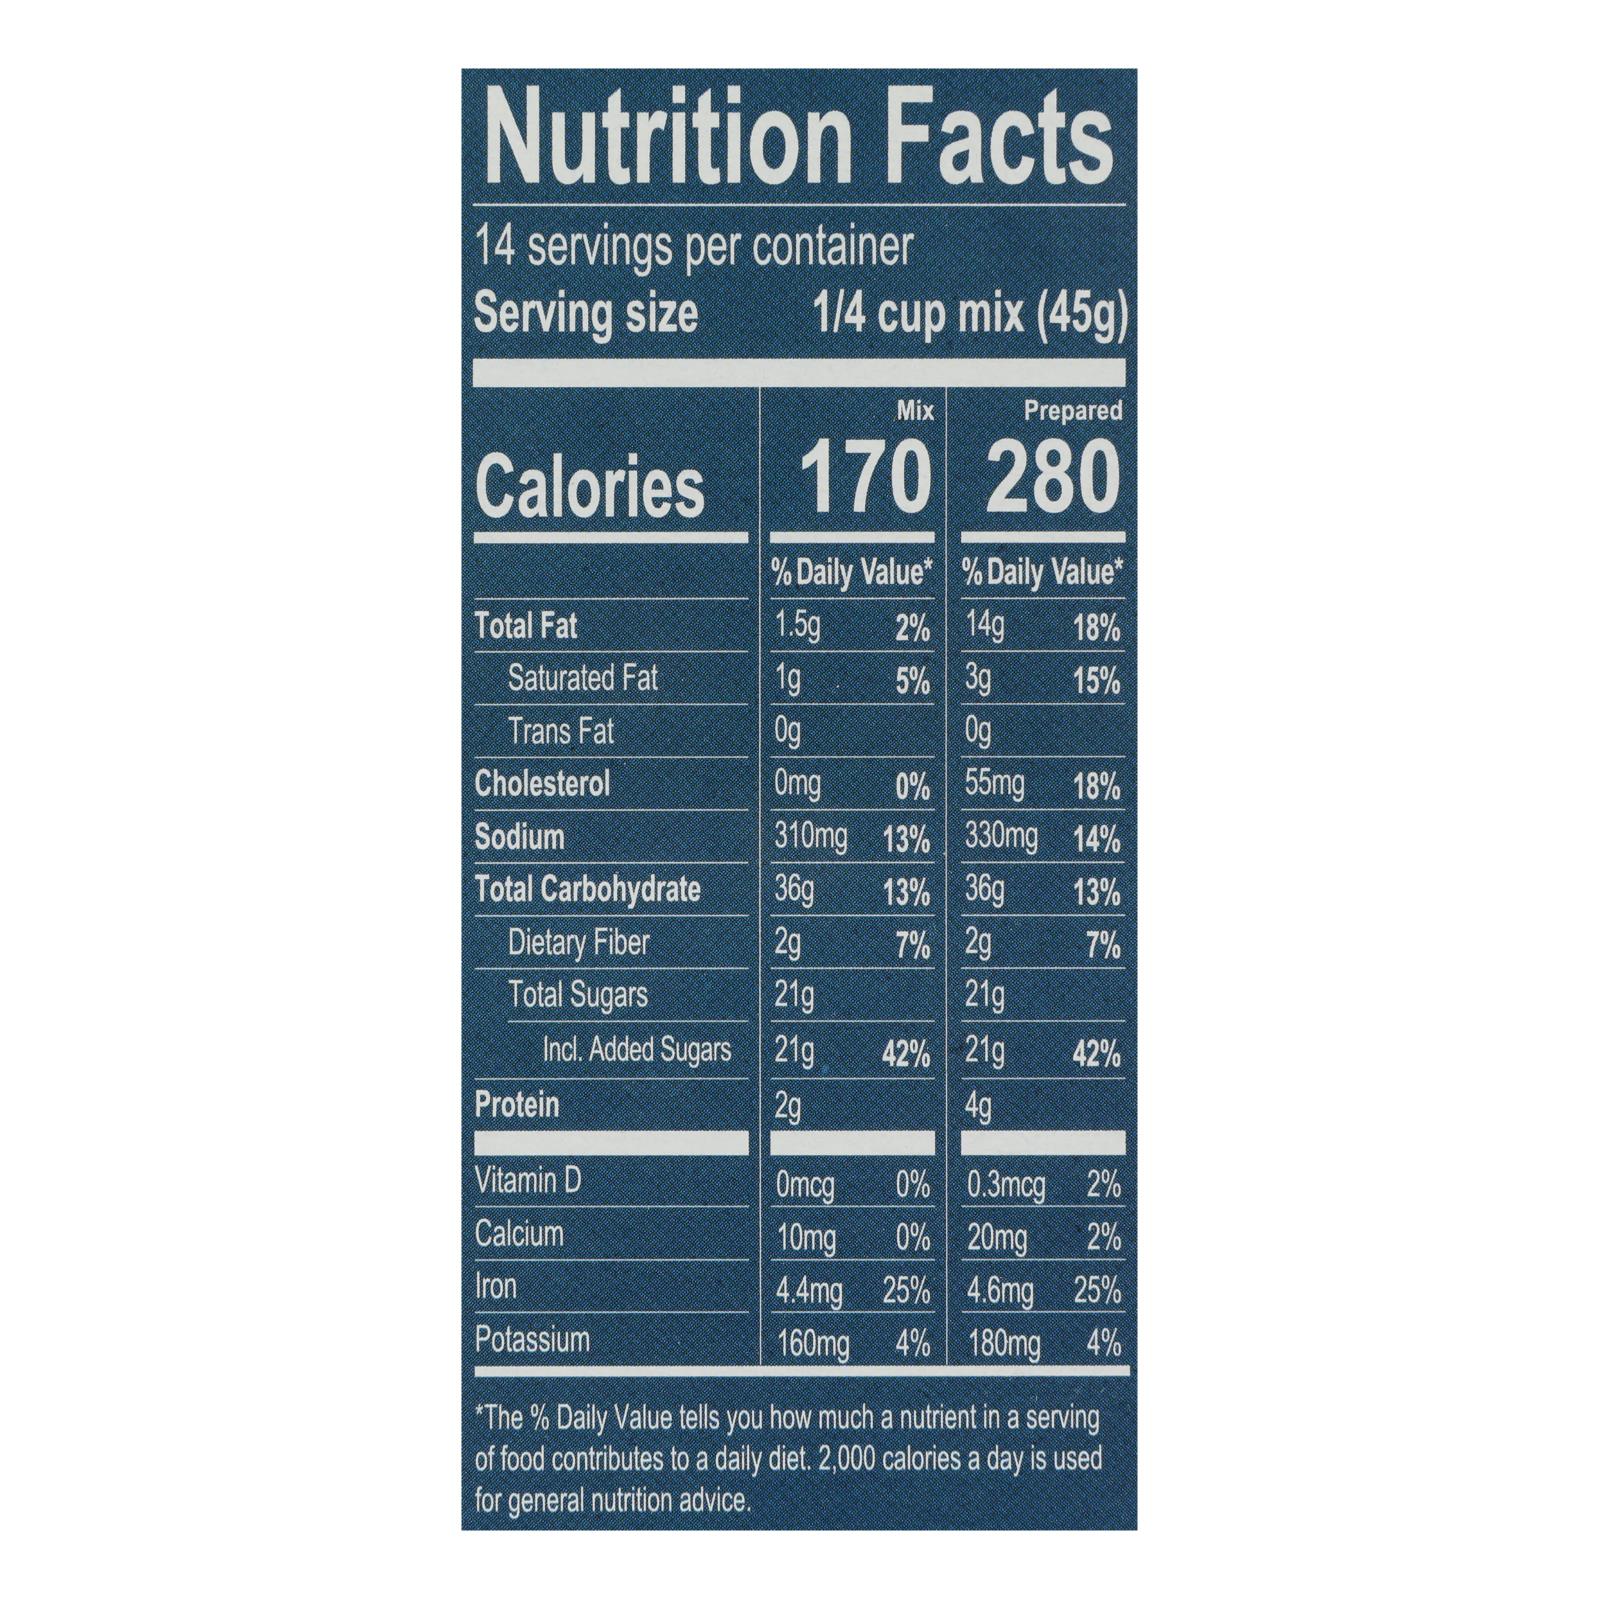 Nutrition Facts
14 servings per container
Serving size 1/4 cup mix (45g)
Mix Prepared
Calories 170 280
% Daily Value* % Daily Value*
Total Fat 1.5g 2% 14g 18%
Saturated Fat 1g 5% 3g 15%
Trans Fat 0g 0g
Cholesterol 0mg 0% 55mg 18%
Sodium 310mg 13% 330mg 14%
Total Carbohydrate 36g 13% 36g 13%
Dietary Fiber 2g 7% 2g 7%
Total Sugars 21g 21g
Incl. Added Sugars 21g 42% 21g 42%
Protein 2g 4g
Vitamin D 0mcg 0% 0.3mcg 2%
Calcium 10mg 0% 20mg 2%
Iron 4.4mg 25% 4.6mg 25%
Potassium 160mg 4% 180mg 4%
*The % Daily Value tells you how much a nutrient in a serving
of food contributes to a daily diet. 2,000 calories a day is used
for general nutrition advice.